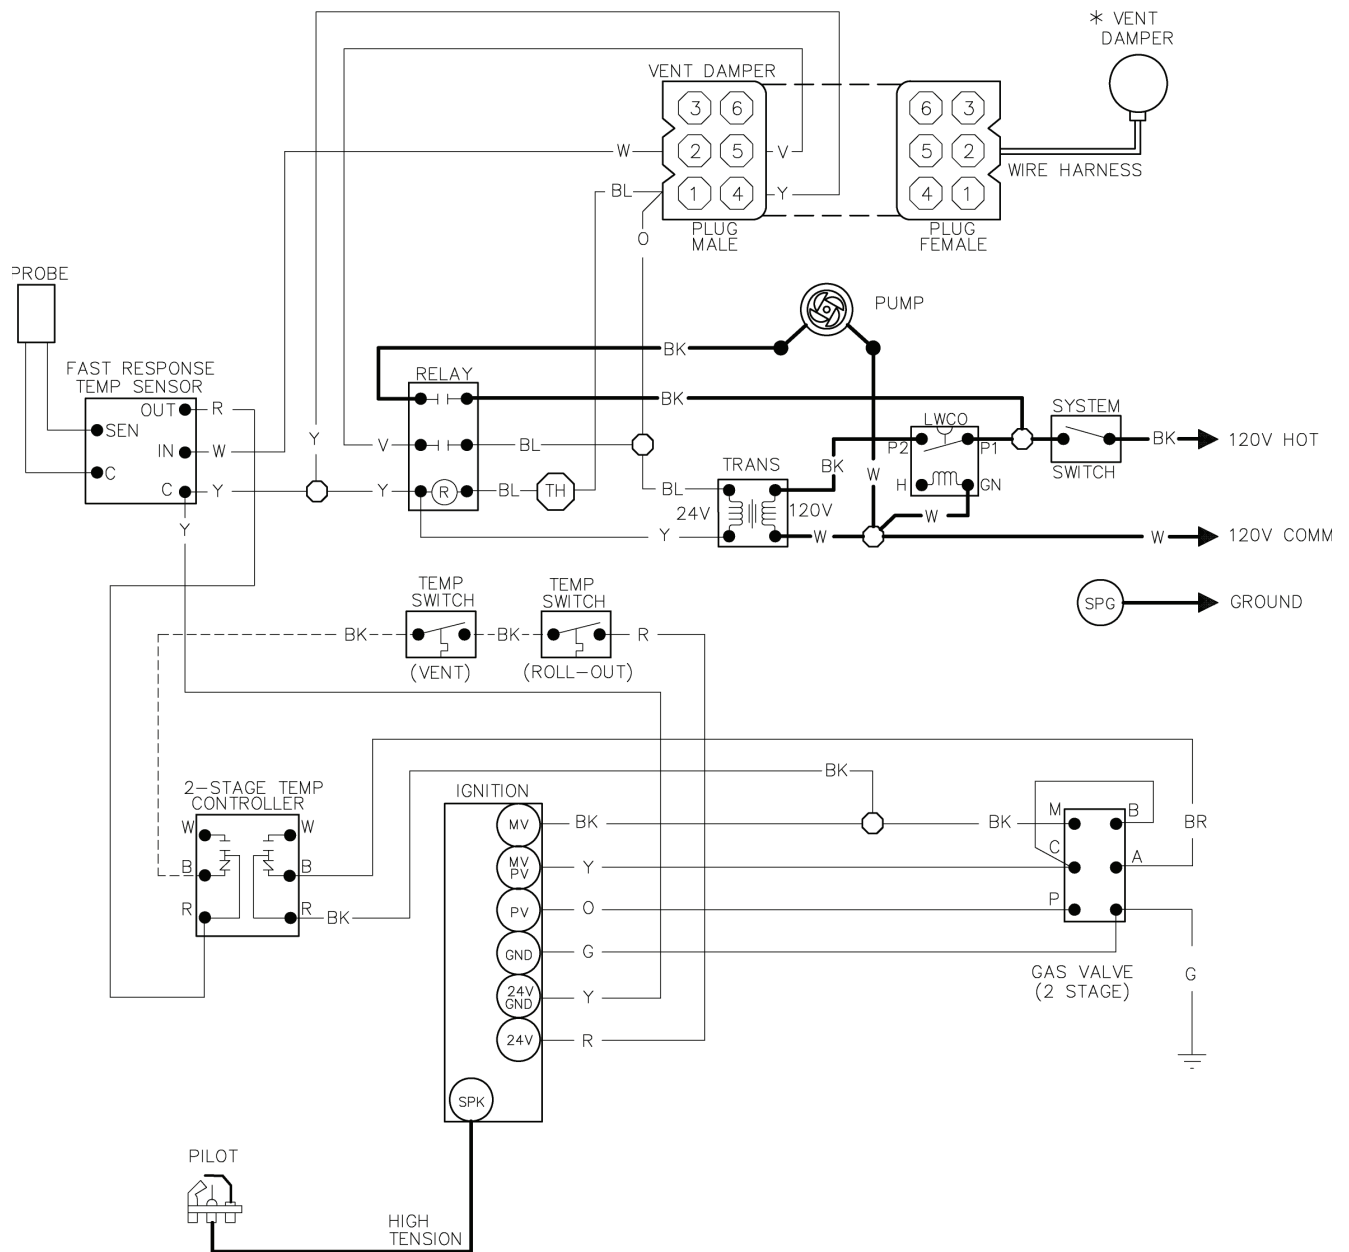 * VENT
DAMPER
VENT DAMPER
3 6 6 3
W 2 5 V 5 2
WIRE HARNESS
BL 1 4 Y 4 1
PLUG
MALE
PLUG
FEMALE
O
PROBE
PUMP
BK
FAST RESPONSE
TEMP SENSOR
RELAY
OUT R
BK
SYSTEM
LWCO
SEN
Y
V BL
P2 P1
BK 120V HOT
IN W
TRANS
BK
W
SWITCH
C
C Y Y R BL TH BL
H GN
24V 120V
W
Y
Y W W 120V COMM
TEMP
SWITCH
TEMP
SWITCH
SPG GROUND
BK BK R
(VENT) (ROLL-OUT)
BK
2-STAGE TEMP
CONTROLLER
IGNITION
M B
W W MV BK BK BR
C
B B MV
PV Y A
R R BK PV O P
GND G
GAS VALVE
(2 STAGE)
G
24V
GND Y
24V R
SPK
PILOT
HIGH
TENSION